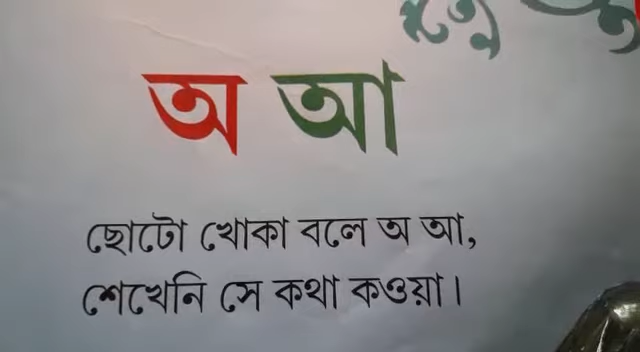 অ আ
ছোটো খোকা বলে অ আ,
শেখেনি সে কথা কওয়া।